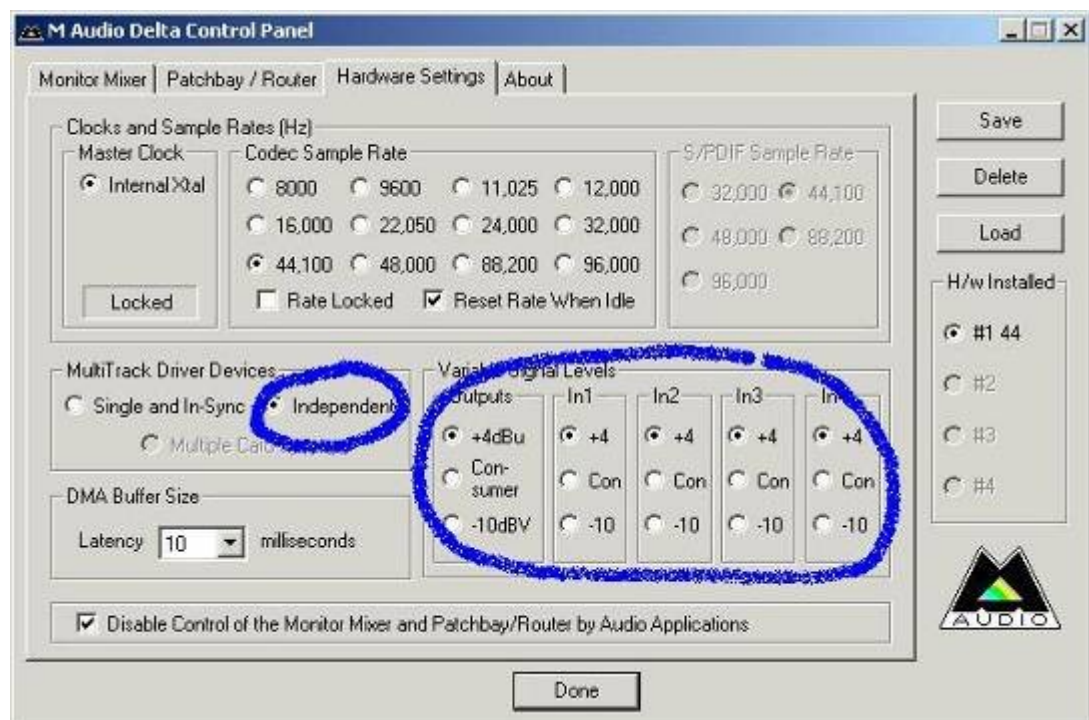 M Audio Delta Control Panel
Monitor Mixer Patchbay / Router Hardware Settings About
Clocks and Sample Rates (Hz)
Master Clock Codec Sample Rate S/PDIF Sample Rate
Internal Xtal 8000 9600 11,025 12,000 32,000 44,100
16,000 22,050 24,000 32,000 48,000 88,200
44,100 48,000 88,200 96,000 96,000
Locked Rate Locked Reset Rate When Idle
MultiTrack Driver Devices Signal Levels
Single and In-Sync Independent
Multiple
Outputs In1 In2 In3
+4dBu +4 +4 +4 +4
Con-
sumer Con Con Con Con
-10dBV -10 -10 -10 -10
DMA Buffer Size
Latency 10 milliseconds
Disable Control of the Monitor Mixer and Patchbay/Router by Audio Applications
Save
Delete
Load
H/w Installed
#1 44
#2
#3
#4
M
AUDIO
Done